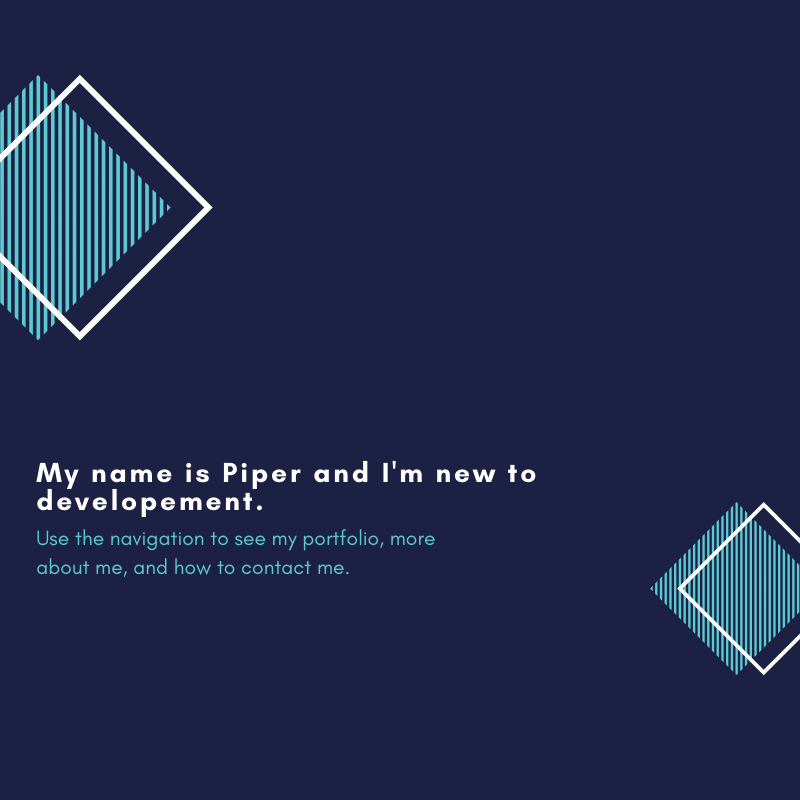 My name is Piper and I'm new to
developement.
Use the navigation to see my portfolio, more
about me, and how to contact me.